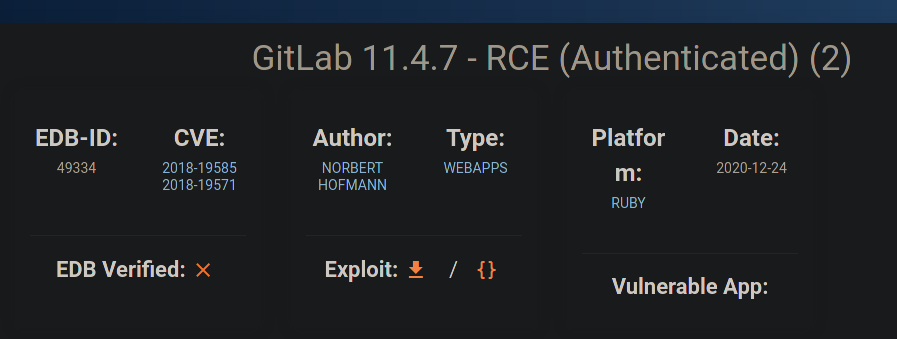 GitLab 11.4.7 - RCE (Authenticated) (2)
EDB-ID:
49334
CVE:
2018-19585
2018-19571
EDB Verified:
Author:
NORBERT
HOFMANN
Type:
WEBAPPS
Exploit: / {}
Platfor
m:
RUBY
Date:
2020-12-24
Vulnerable App: